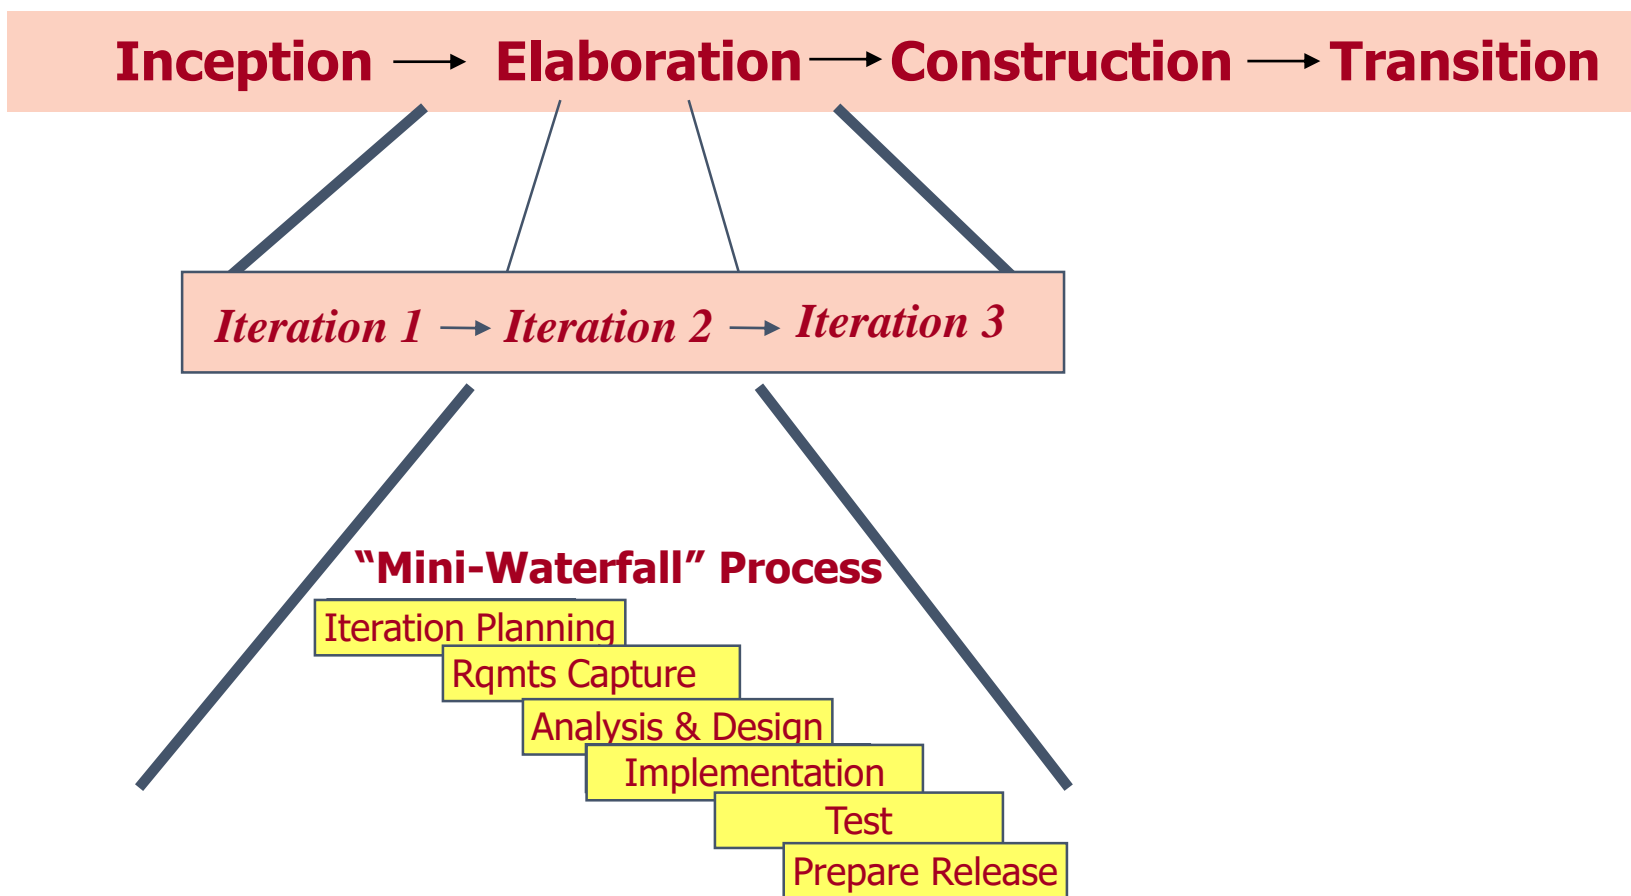 Inception Elaboration Construction Transition
Iteration 1 Iteration 2 Iteration 3
“Mini-Waterfall” Process
Iteration Planning
Rqmts Capture
Analysis & Design
Implementation
Test
Prepare Release